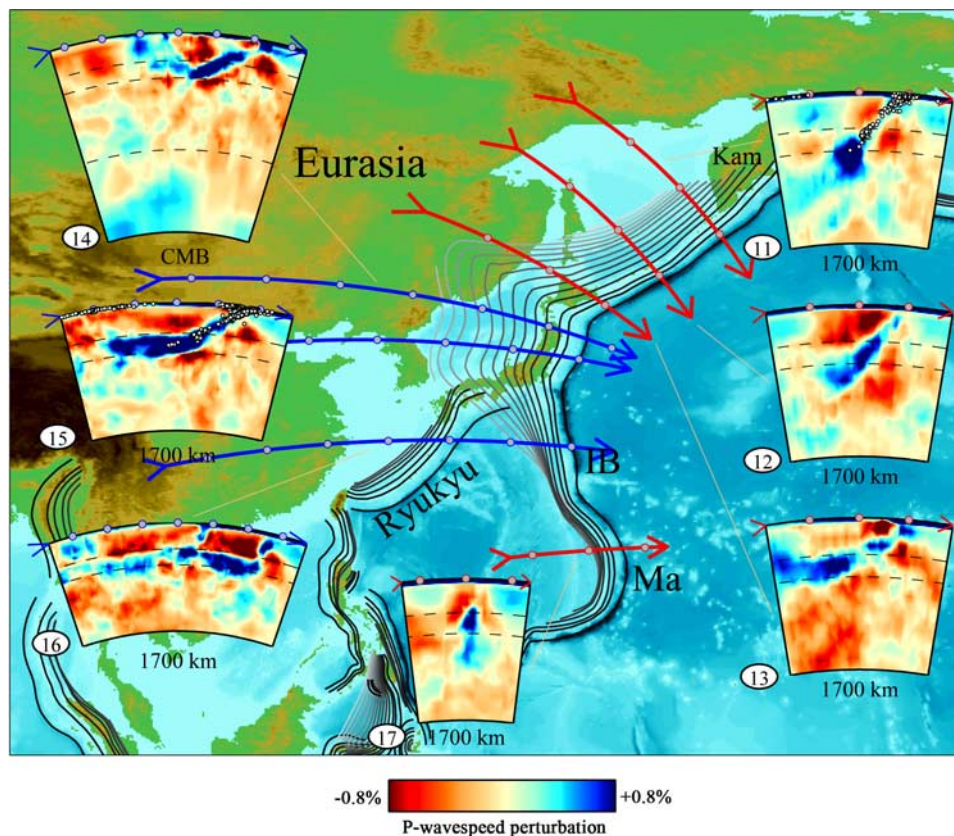 Eurasia
Kam
14
11
CMB
1700 km
15
1700 km
12
1700 km
IB
Ryukyu
Ma
16
1700 km
13
1700 km
17
1700 km
-0.8%
+0.8%
P-wavespeed perturbation